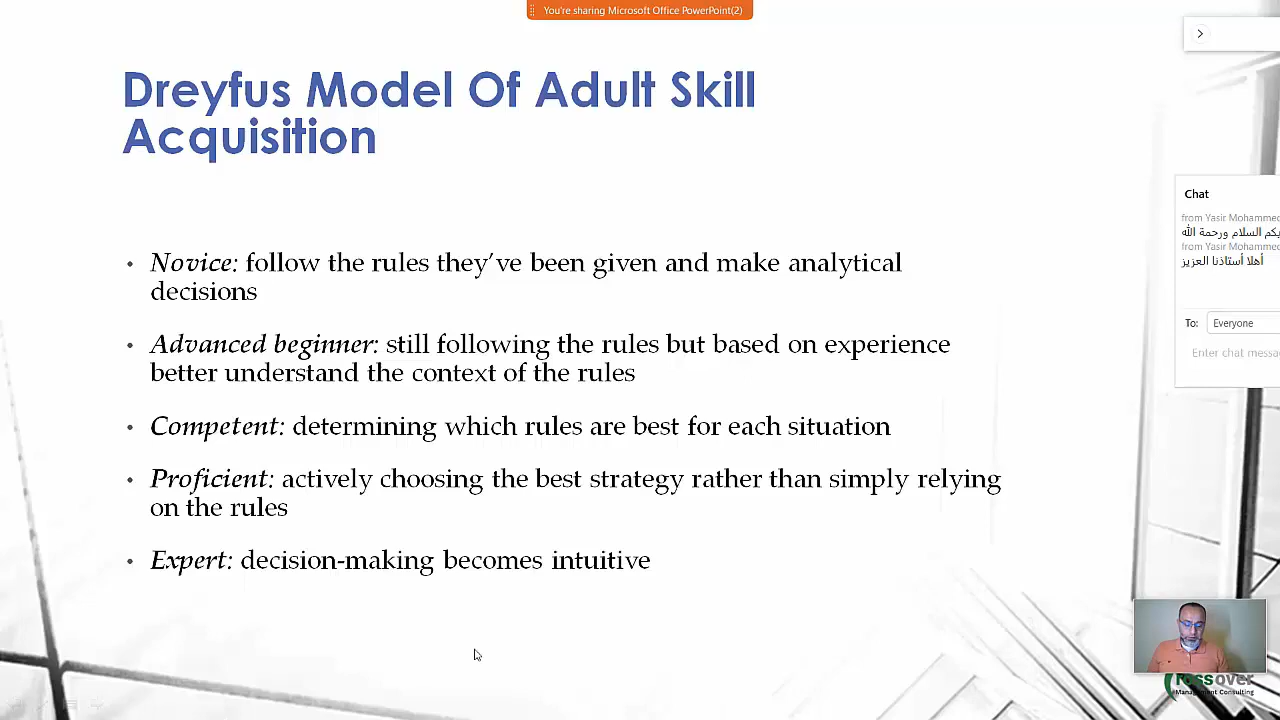 You're sharing Microsoft Office PowerPoint(2)
Dreyfus Model Of Adult Skill
Acquisition
• Novice: follow the rules they've been given and make analytical
decisions
• Advanced beginner: still following the rules but based on experience
better understand the context of the rules
• Competent: determining which rules are best for each situation
• Proficient: actively choosing the best strategy rather than simply relying
on the rules
• Expert: decision-making becomes intuitive
Chat
from Yasir Mohammed
يكم السلام ورحمة الله
from Yasir Mohammed
أهلا أستاذنا العزيز
To: Everyone
Enter chat messa
rossover
Management Consulting